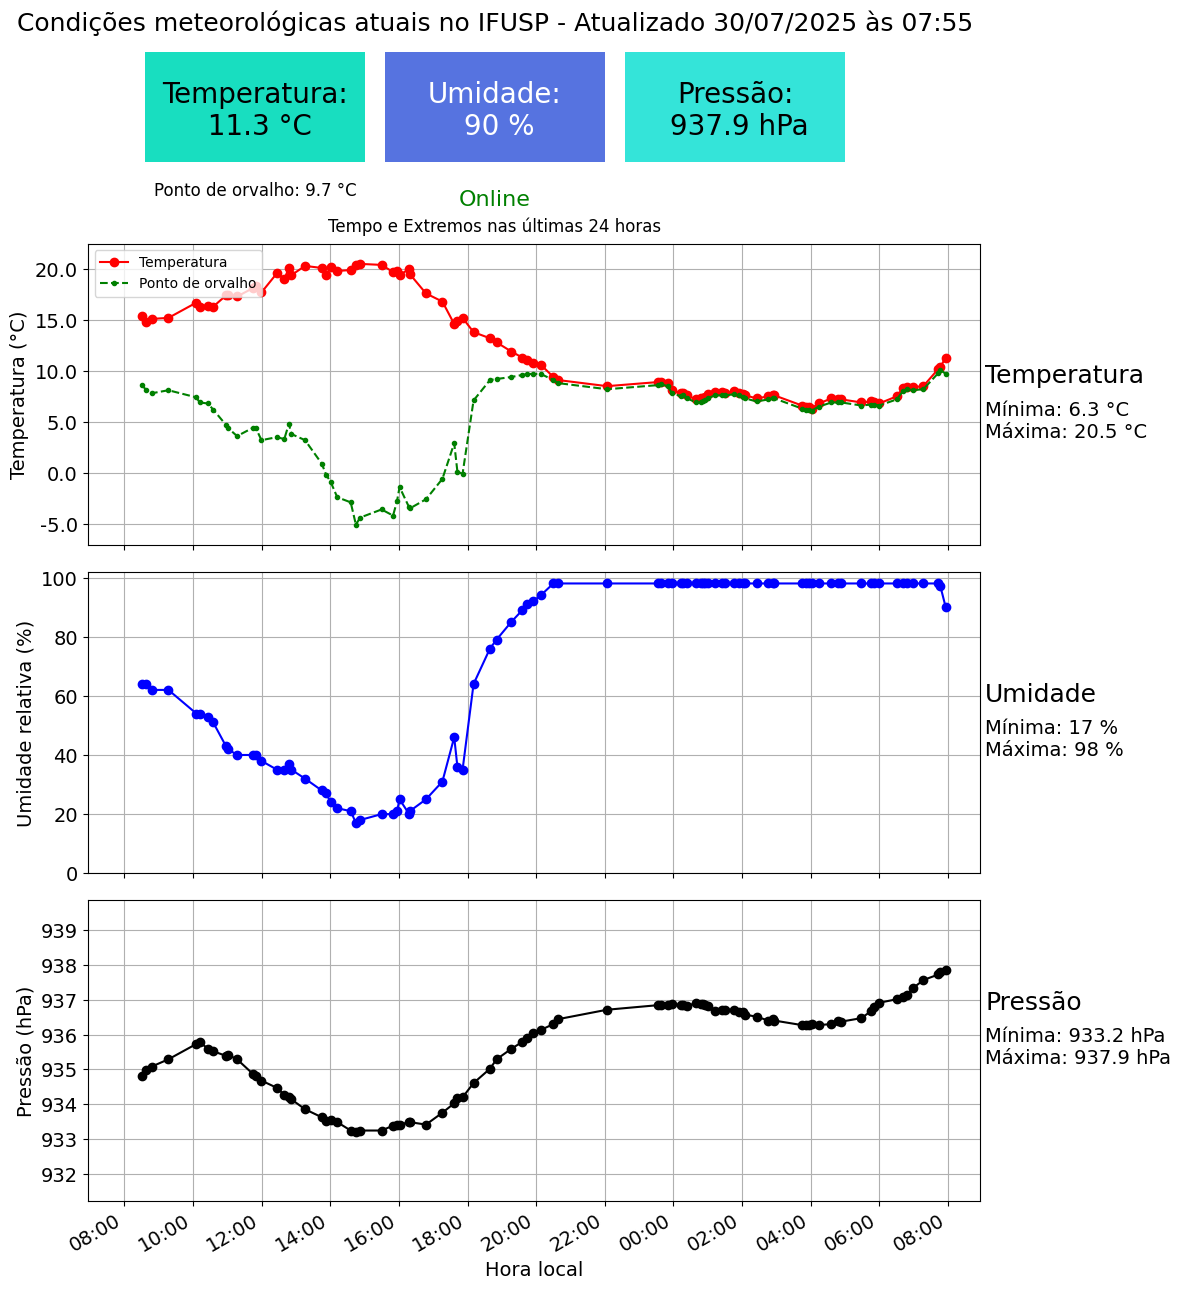 Condições meteorológicas atuais no IFUSP - Atualizado 30/07/2025 às 07:55
Temperatura:
11.3 °C
Umidade:
90 %
Pressão:
937.9 hPa
Ponto de orvalho: 9.7 °C
Online
Tempo e Extremos nas últimas 24 horas
Temperatura
Ponto de orvalho
Temperatura (°C)
20.0
15.0
10.0
5.0
0.0
-5.0
Temperatura
Mínima: 6.3 °C
Máxima: 20.5 °C
Umidade relativa (%)
100
80
60
40
20
0
Umidade
Mínima: 17 %
Máxima: 98 %
Pressão (hPa)
939
938
937
936
935
934
933
932
Pressão
Mínima: 933.2 hPa
Máxima: 937.9 hPa
08:00
10:00
12:00
14:00
16:00
18:00
20:00
22:00
00:00
02:00
04:00
06:00
08:00
Hora local